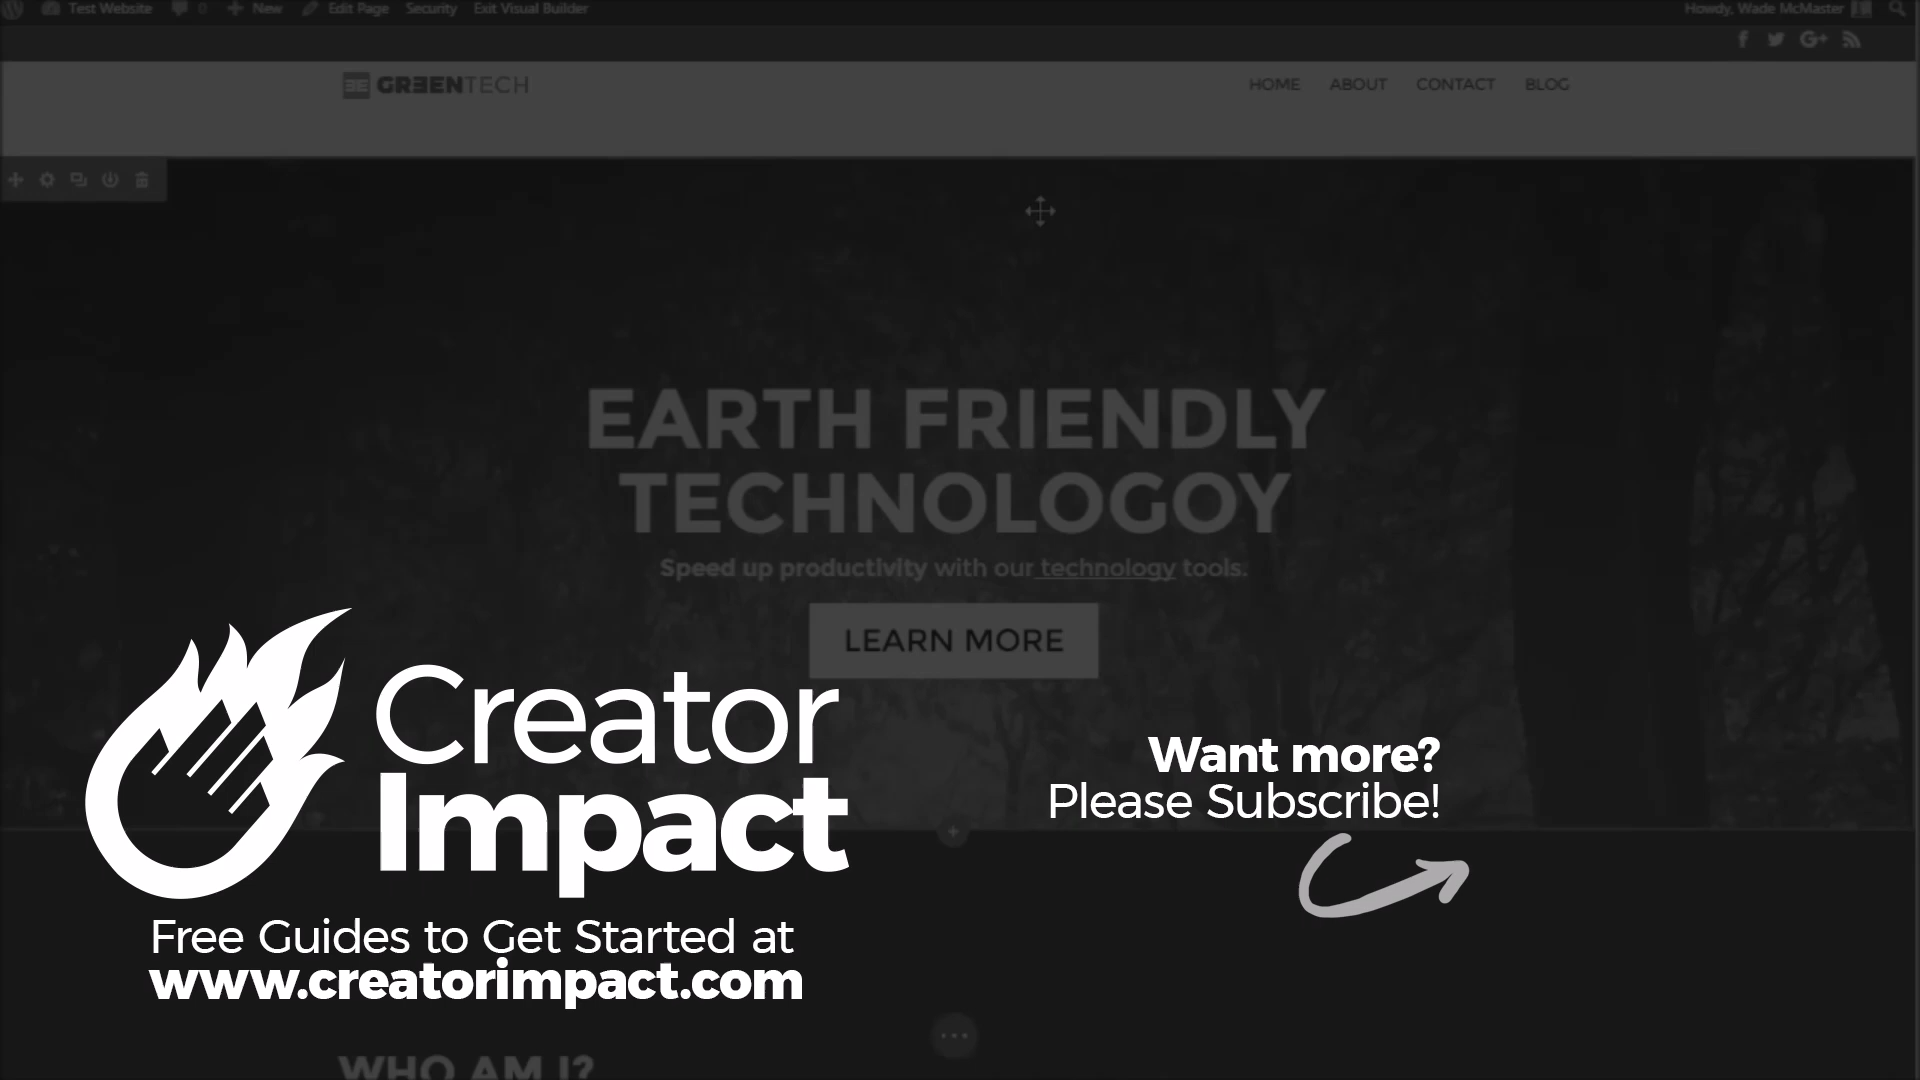 Test Website 0 New Edit Page Security Exit Visual Builder Howdy, Wade McMaster
GREENTECH HOME ABOUT CONTACT BLOG
EARTH FRIENDLY
TECHNOLOGOY
Speed up productivity with our technology tools.
LEARN MORE
Creator
Impact
Free Guides to Get Started at
www.creatorimpact.com
Want more?
Please Subscribe!
WHO AM I?